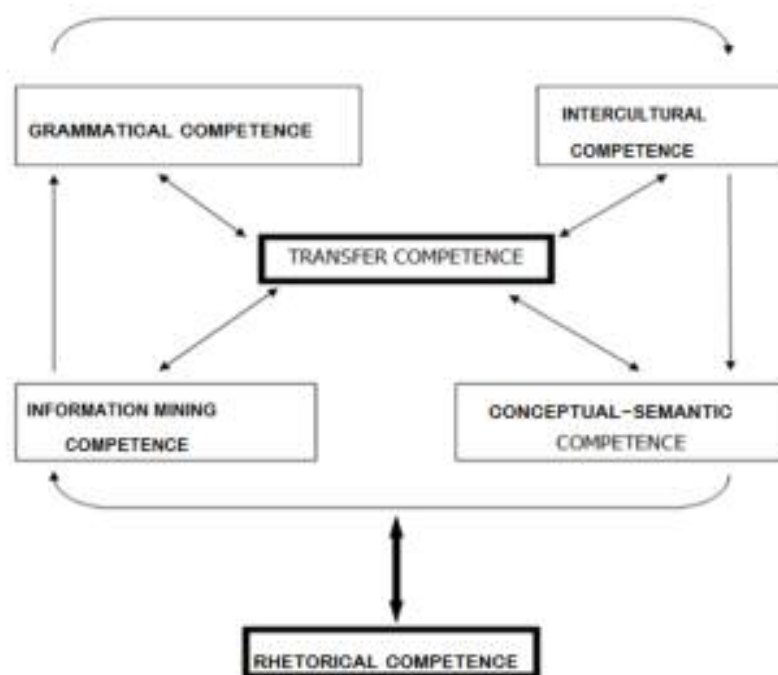 GRAMMATICAL COMPETENCE
INTERCULTURAL
COMPETENCE
TRANSFER COMPETENCE
INFORMATION MINING
COMPETENCE
CONCEPTUAL-SEMANTIC
COMPETENCE
RHETORICAL COMPETENCE